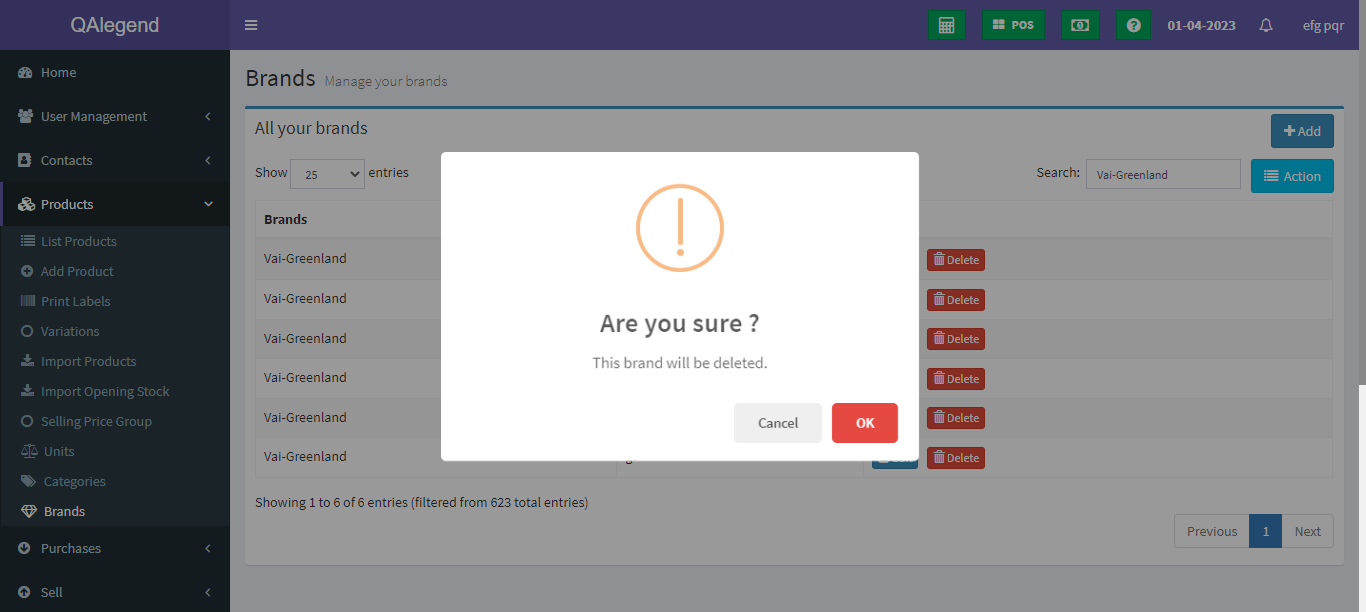 QAlegend
POS
01-04-2023
efg pqr
Home
User Management
Contacts
Products
List Products
Add Product
Print Labels
Variations
Import Products
Import Opening Stock
Selling Price Group
Units
Categories
Brands
Purchases
Sell
Brands Manage your brands
All your brands
Add
Show 25 entries
Search: Vai-Greenland
Action
Brands
Vai-Greenland Delete
Vai-Greenland Delete
Vai-Greenland Delete
Vai-Greenland Delete
Vai-Greenland Delete
Vai-Greenland Delete
Are you sure ?
This brand will be deleted.
Cancel OK
Showing 1 to 6 of 6 entries (filtered from 623 total entries)
Previous 1 Next